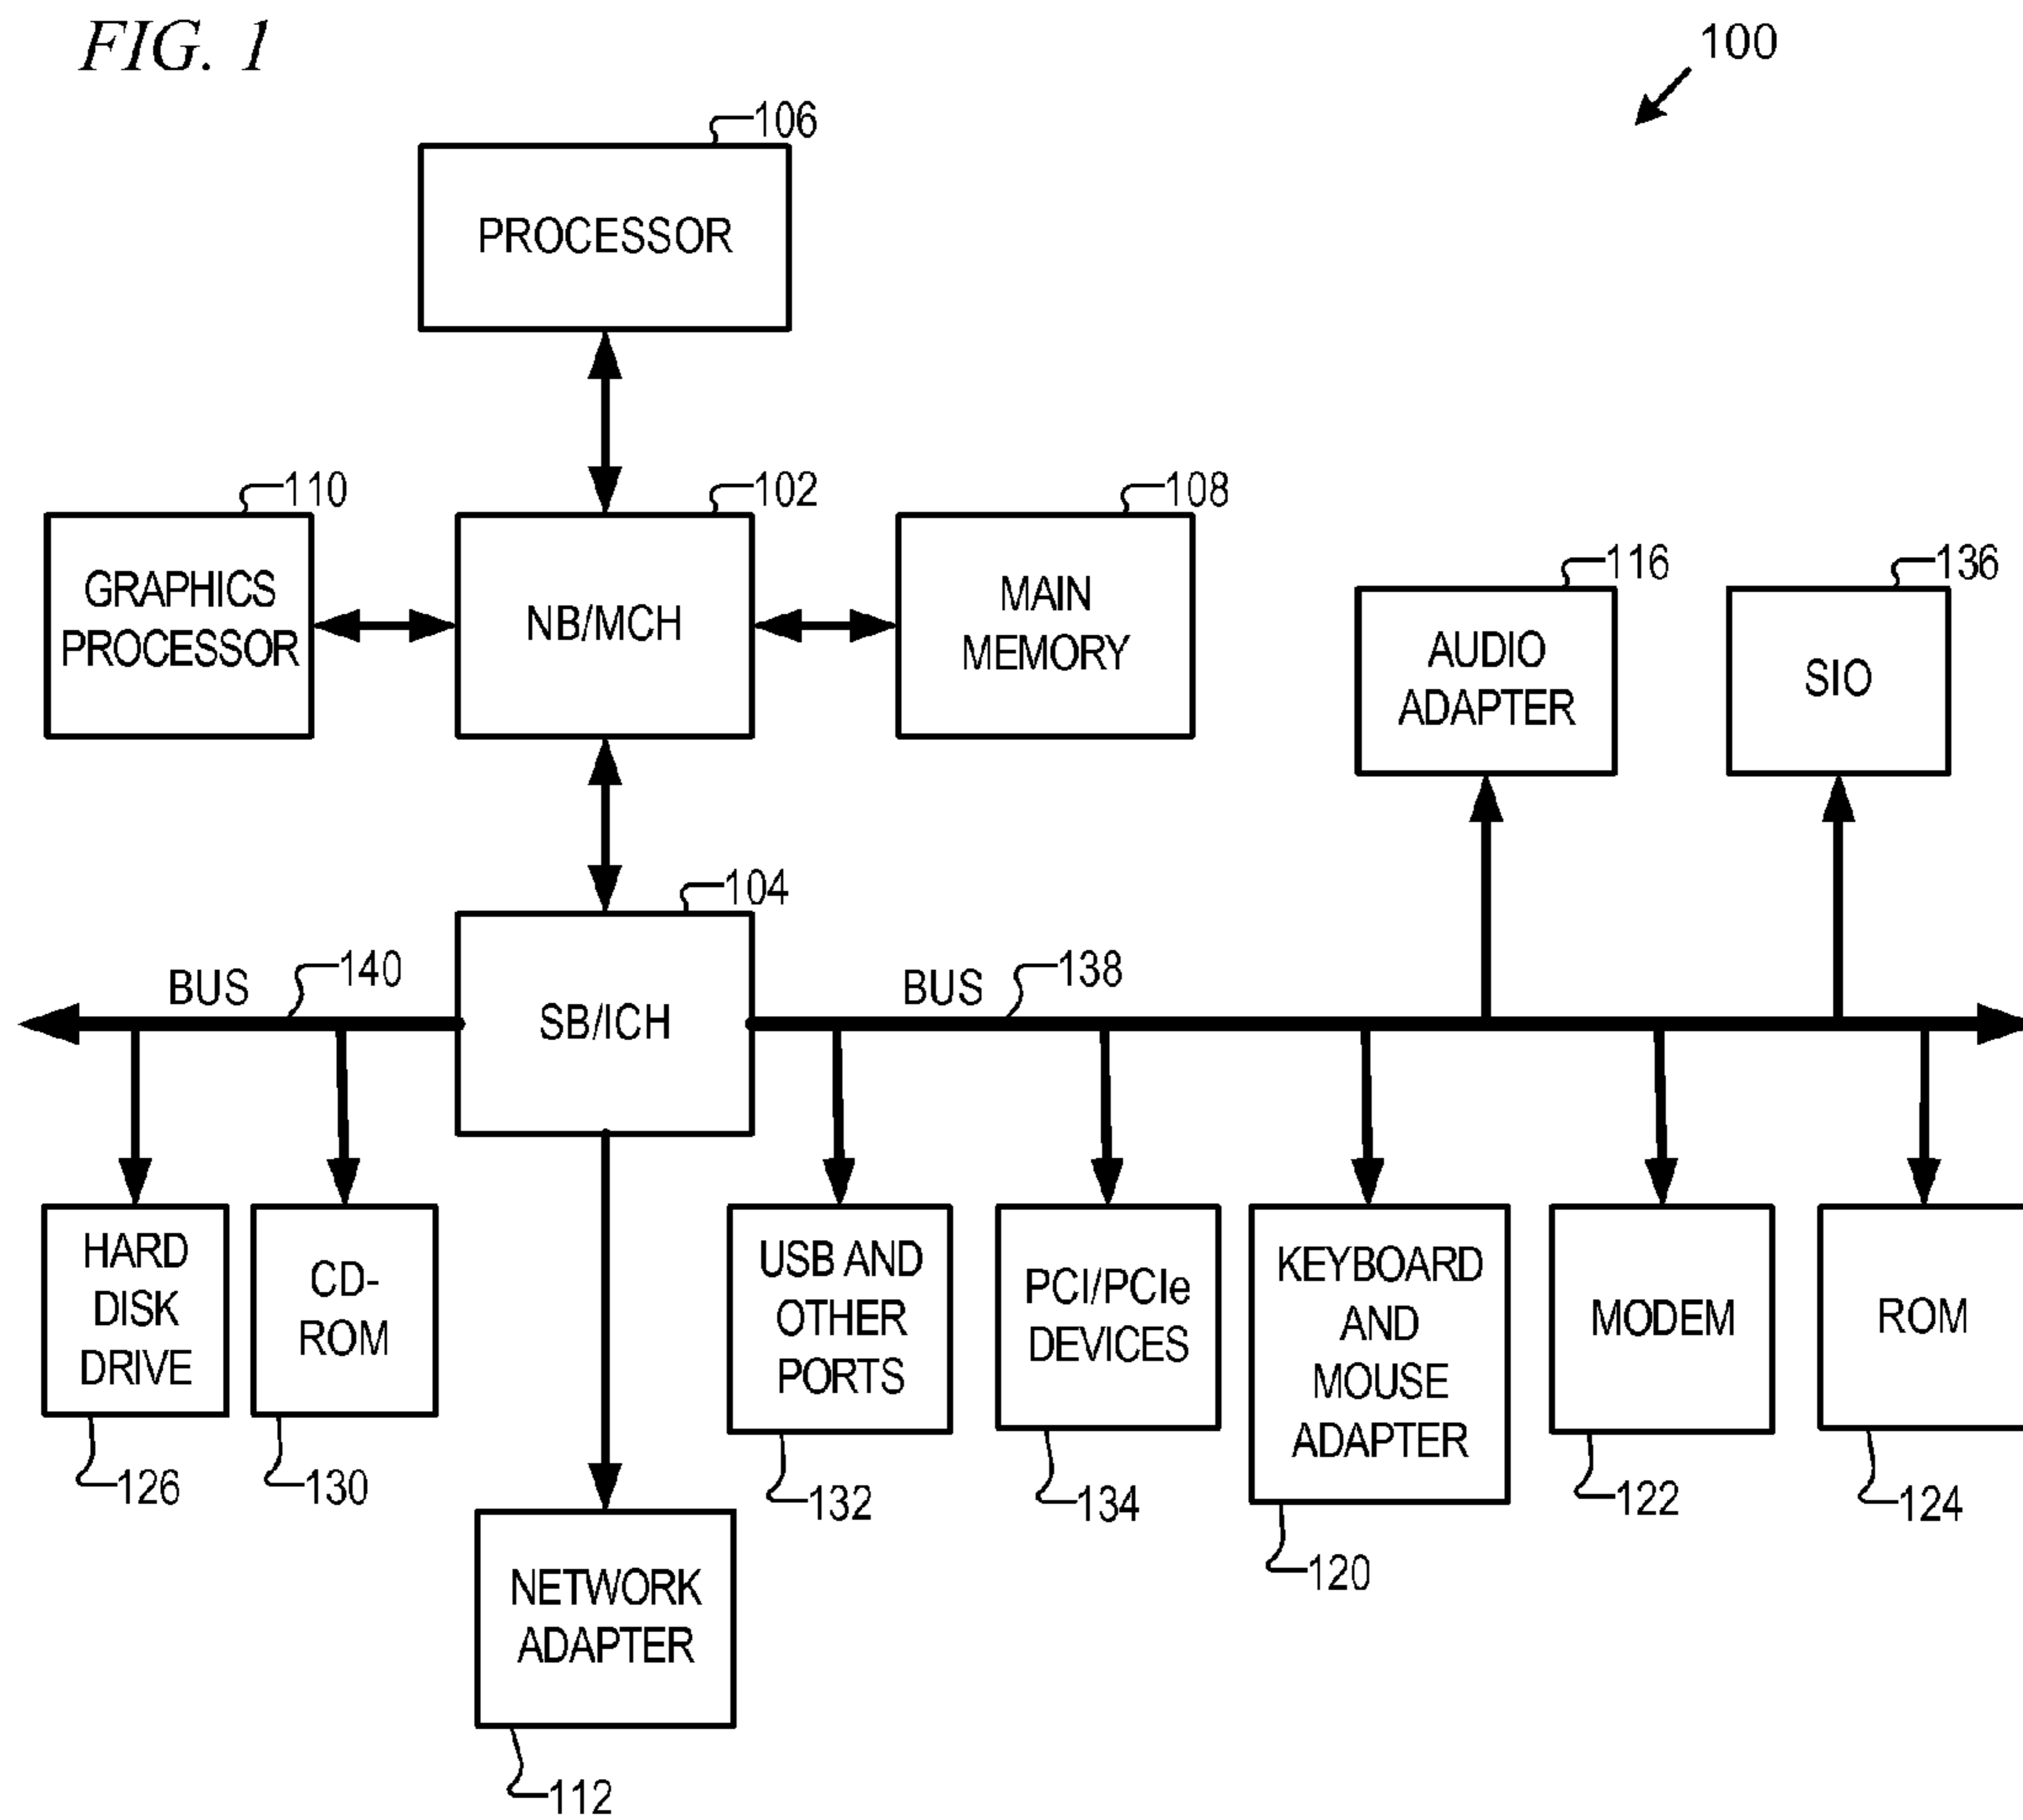 FIG. 1
100
106
PROCESSOR
110
102
108
GRAPHICS
PROCESSOR
NB/MCH
MAIN
MEMORY
116
136
AUDIO
ADAPTER
SIO
104
BUS
140
SB/ICH
BUS
138
HARD
DISK
DRIVE
CD-
ROM
USB AND
OTHER
PORTS
PCI/PCIe
DEVICES
KEYBOARD
AND
MOUSE
ADAPTER
MODEM
ROM
126
130
132
134
120
122
124
NETWORK
ADAPTER
112